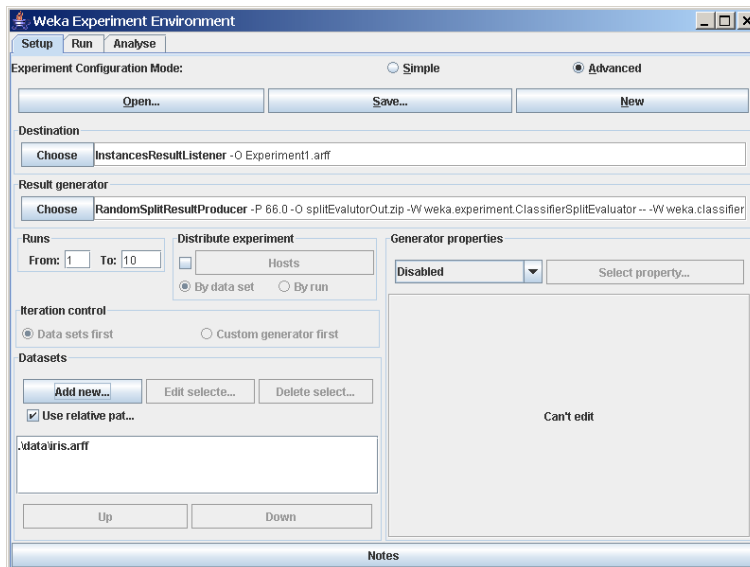 Weka Experiment Environment
Setup Run Analyse
Experiment Configuration Mode: Simple Advanced
Open... Save... New
Destination
Choose InstancesResultListener -O Experiment1.arff
Result generator
Choose RandomSplitResultProducer -P 66.0 -O splitEvalutorOut.zip -W weka.experiment.ClassifierSplitEvaluator -- -W weka.classifier
Runs
From: 1 To: 10
Distribute experiment
Hosts
By data set By run
Generator properties
Disabled Select property...
Iteration control
Data sets first Custom generator first
Datasets
Add new... Edit selecte... Delete select...
Use relative pat...
.\data\iris.arff
Can't edit
Up Down
Notes